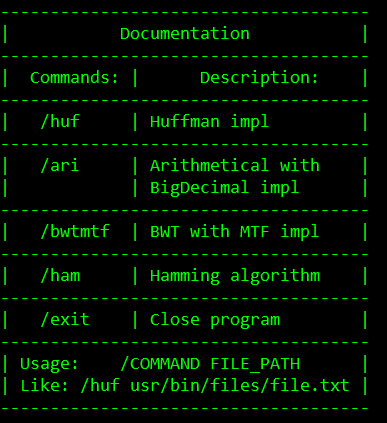 -------------------------------------
|           Documentation           |
-------------------------------------
|  Commands: |      Description:    |
-------------------------------------
|   /huf     | Huffman impl         |
-------------------------------------
|   /ari     | Arithmetical with    |
|            | BigDecimal impl      |
-------------------------------------
|   /bwtmtf  | BWT with MTF impl    |
-------------------------------------
|   /ham     | Hamming algorithm    |
-------------------------------------
|   /exit    | Close program        |
-------------------------------------
| Usage:    /COMMAND FILE_PATH      |
| Like: /huf usr/bin/files/file.txt |
-------------------------------------